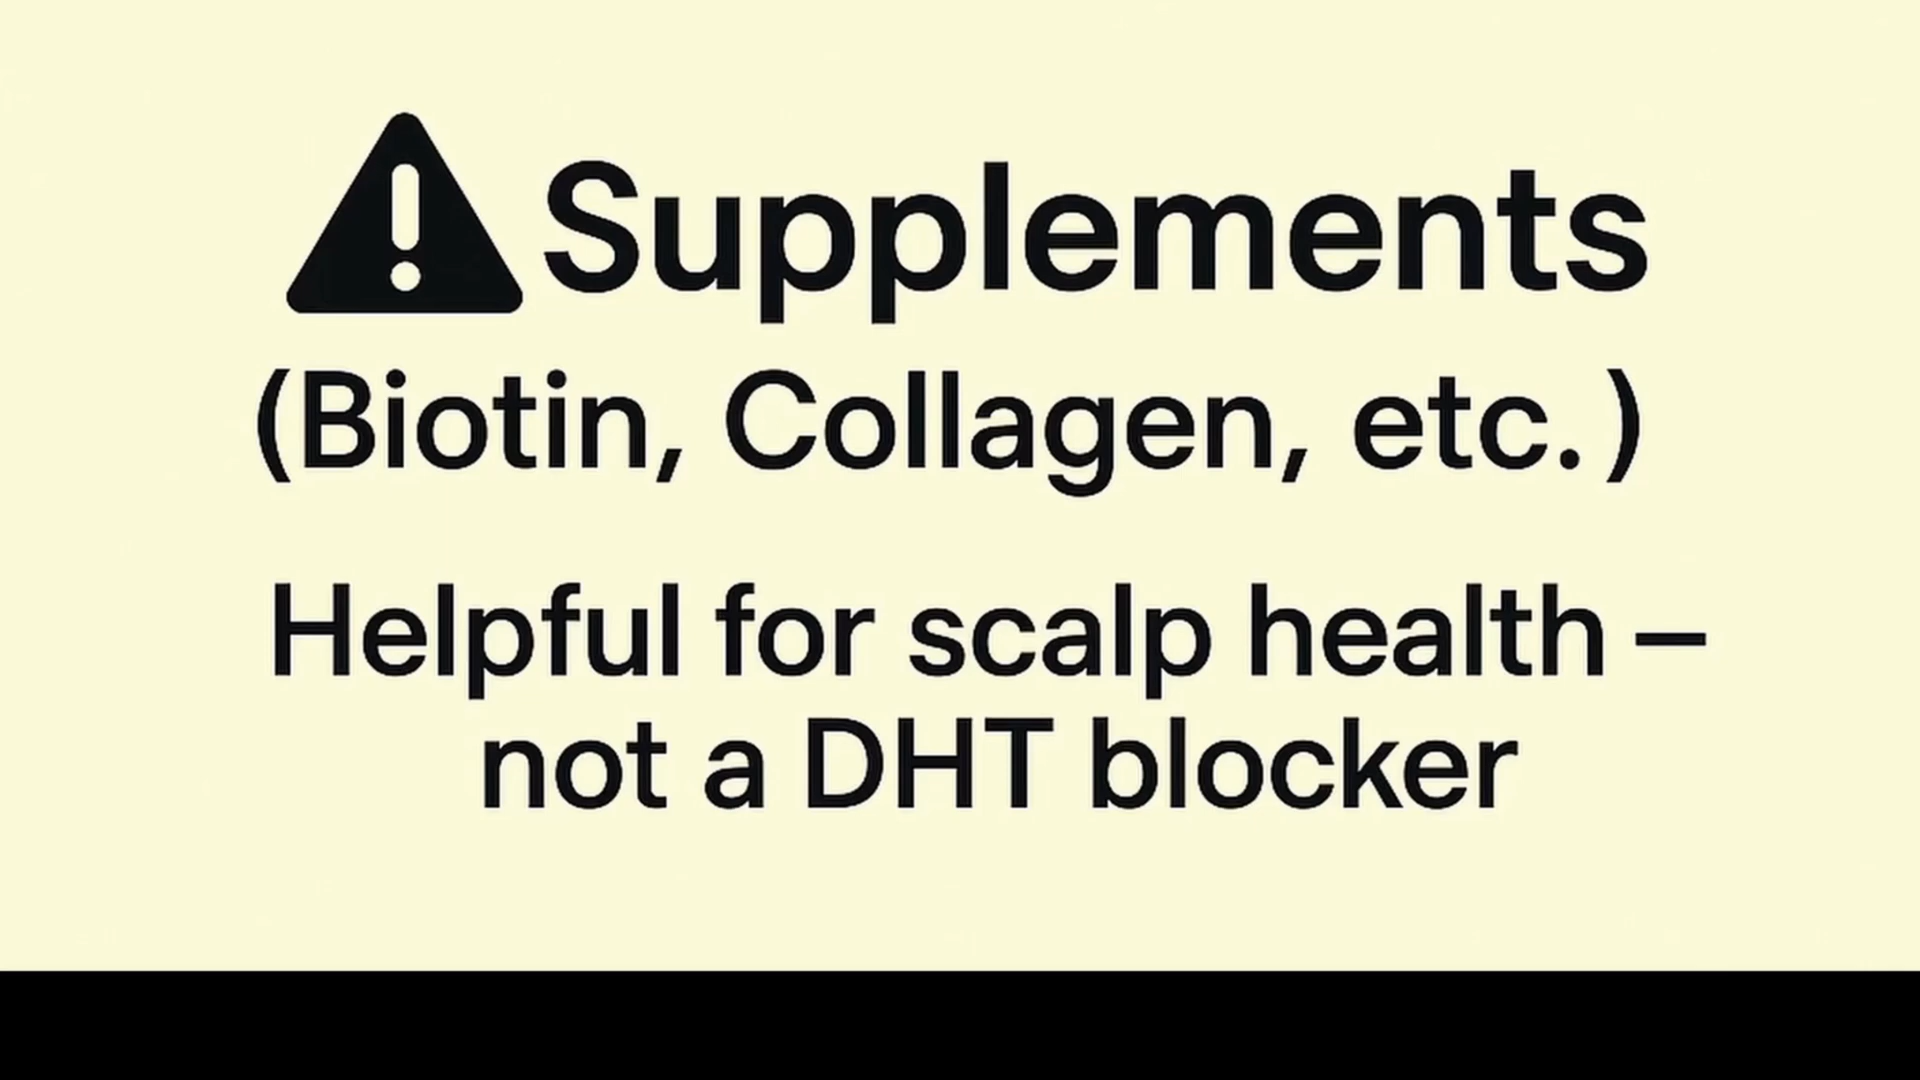 Supplements
(Biotin, Collagen, etc.)
Helpful for scalp health –
not a DHT blocker